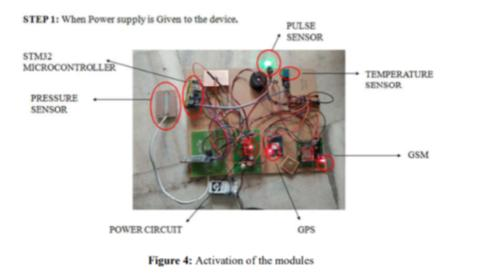 STEP 1: When Power supply is Given to the device.
PULSE
SENSOR
STM32
MICROCONTROLLER
TEMPERATURE
SENSOR
PRESSURE
SENSOR
GSM
POWER CIRCUIT
GPS
Figure 4: Activation of the modules